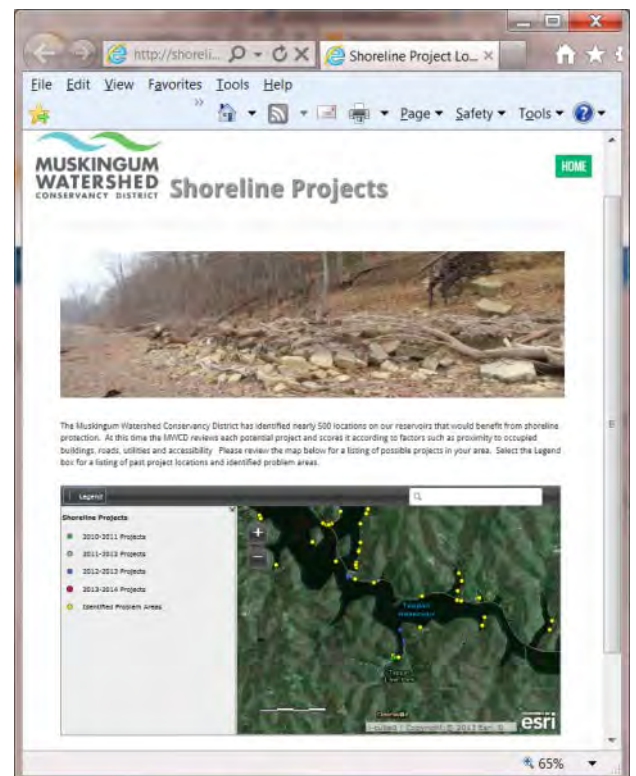 http://shoreli...
Shoreline Project Lo...
File Edit View Favorites Tools Help
Page Safety Tools
MUSKINGUM
WATERSHED
CONSERVANCY DISTRICT
Shoreline Projects
HOME
The Muskingum Watershed Conservancy District has identified nearly 500 locations on our reservoirs that would benefit from shoreline
protection. At this time the MWCD reviews each potential project and scores it according to factors such as proximity to occupied
buildings, roads, utilities and accessibility Please review the map below for a listing of possible projects in your area. Select the Legend
box for a listing of past project locations and identified problem areas.
Legend
Shoreline Projects
2010-2011 Projects
2011-2012 Projects
2012-2013 Projects
2013-2014 Projects
Identified Problem Areas
Tappan
esri
65%